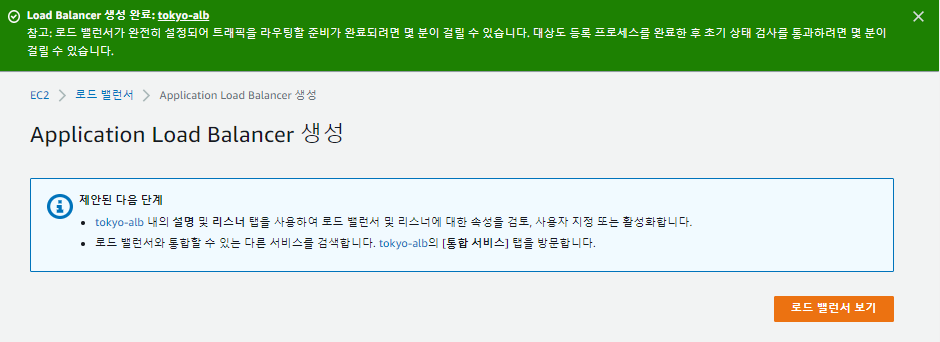 Load Balancer 생성 완료: tokyo-alb
참고: 로드 밸런서가 완전히 설정되어 트래픽을 라우팅할 준비가 완료되려면 몇 분이 걸릴 수 있습니다. 대상도 등록 프로세스를 완료한 후 초기 상태 검사를 통과하려면 몇 분이
걸릴 수 있습니다.
EC2 > 로드 밸런서 > Application Load Balancer 생성
Application Load Balancer 생성
제안된 다음 단계
• tokyo-alb 내의 설명 및 리스너 탭을 사용하여 로드 밸런서 및 리스너에 대한 속성을 검토, 사용자 지정 또는 활성화합니다.
• 로드 밸런서와 통합할 수 있는 다른 서비스를 검색합니다. tokyo-alb의 [통합 서비스] 탭을 방문합니다.
로드 밸런서 보기